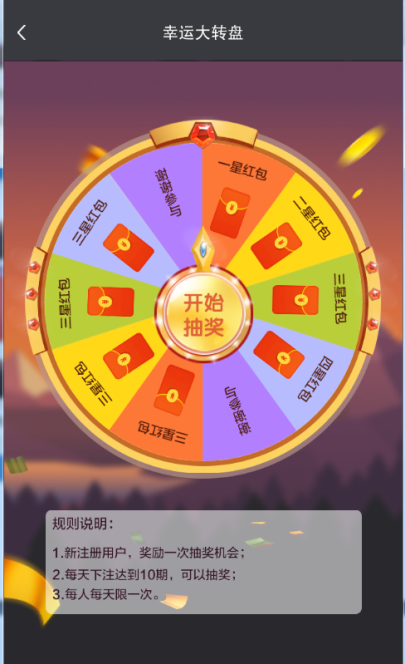 幸运大转盘
谢谢参与
一星红包
二星红包
三星红包
四星红包
谢谢参与
三星红包
三星红包
三星红包
三星红包
开始
抽奖
规则说明：
1.新注册用户，奖励一次抽奖机会；
2.每天下注达到10期，可以抽奖；
3.每人每天限一次。